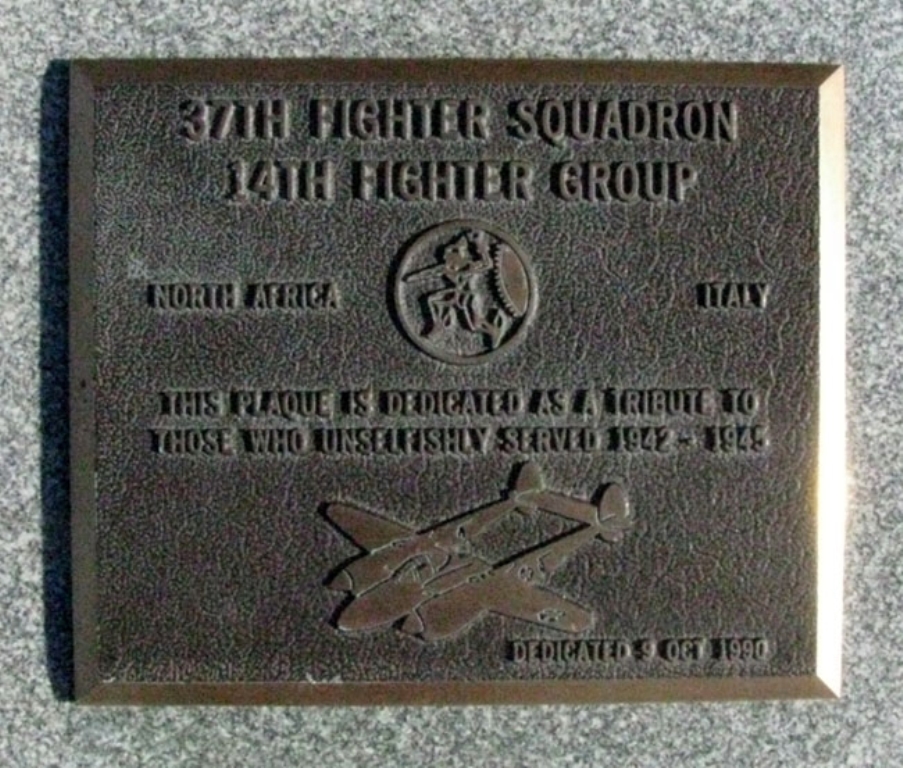 37TH FIGHTER SQUADRON
14TH FIGHTER GROUP
NORTH AFRICA ITALY
THIS PLAQUE IS DEDICATED AS A TRIBUTE TO
THOSE WHO UNSELFISHLY SERVED 1942 - 1945
DEDICATED 9 OCT 1990